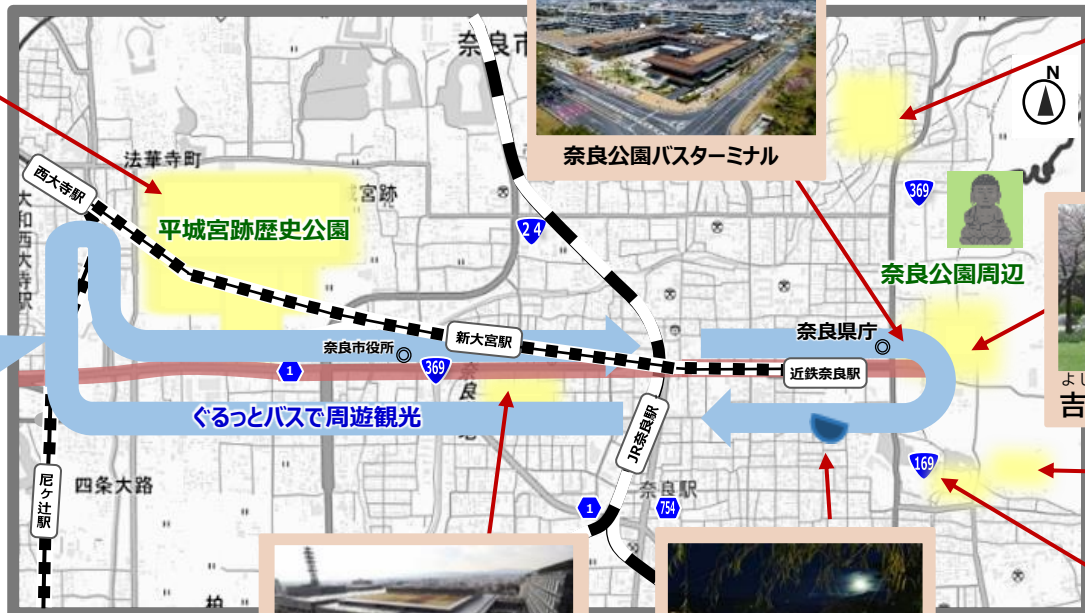 奈良市
奈良公園バスターミナル
N
法華寺町
西大寺駅
宮跡
369
平城宮跡歴史公園
24
大和西大寺駅
奈良公園周辺
奈良県庁
新大宮駅
奈良市役所
1
369
近鉄奈良駅
よし
吉
奈良
ぐるっとバスで周遊観光
JR奈良駅
169
四条大路
尼ヶ辻駅
奈良駅
1
754
柏